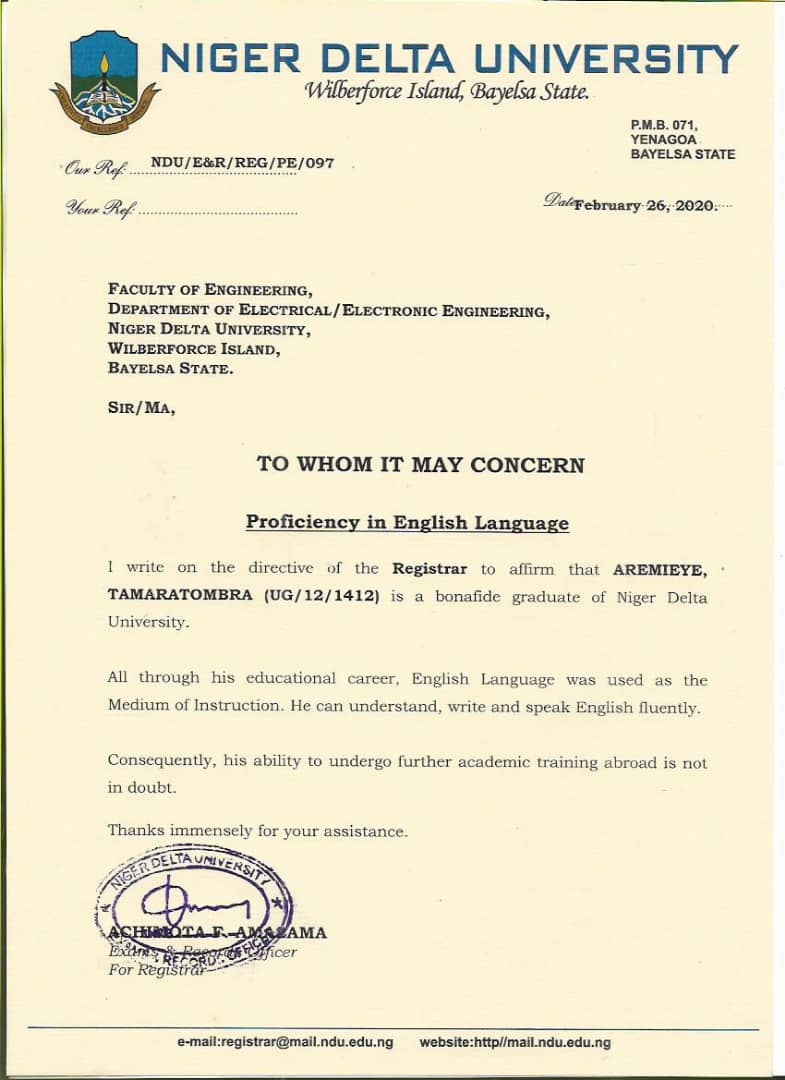 NIGER DELTA UNIVERSITY
Wilberforce Island, Bayelsa State.
P.M.B. 071,
YENAGOA
BAYELSA STATE
Our Ref: NDU/E&R/REG/PE/097
Your Ref:
Date February 26, 2020.
FACULTY OF ENGINEERING,
DEPARTMENT OF ELECTRICAL/ELECTRONIC ENGINEERING,
NIGER DELTA UNIVERSITY,
WILBERFORCE ISLAND,
BAYELSA STATE.
SIR/MA,
TO WHOM IT MAY CONCERN
Proficiency in English Language
I write on the directive of the Registrar to affirm that AREMIEYE,
TAMARATOMBRA (UG/12/1412) is a bonafide graduate of Niger Delta
University.
All through his educational career, English Language was used as the
Medium of Instruction. He can understand, write and speak English fluently.
Consequently, his ability to undergo further academic training abroad is not
in doubt.
Thanks immensely for your assistance.
NIGER DELTA UNIVERSITY
ACHIMOTA F. AMAZAMA
Exams & Records Officer
RECORDS OFFICE
For Registrar
e-mail:registrar@mail.ndu.edu.ng website:http//mail.ndu.edu.ng